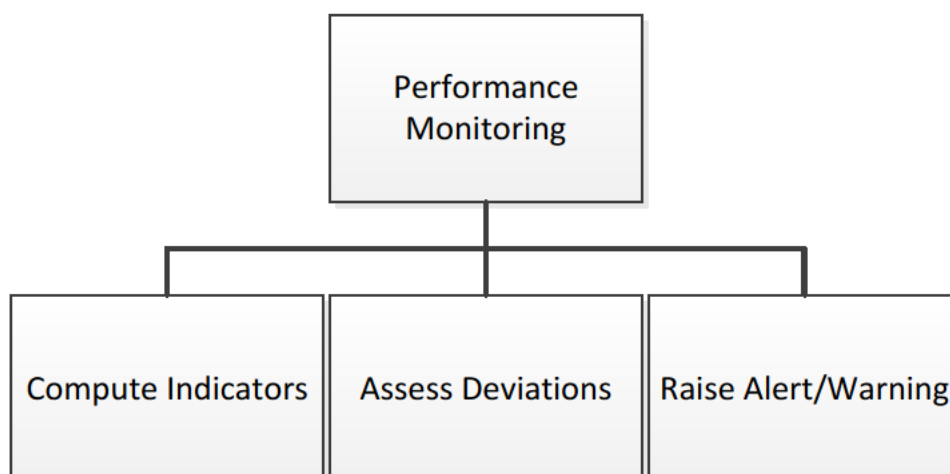 Performance
Monitoring
Compute Indicators
Assess Deviations
Raise Alert/Warning